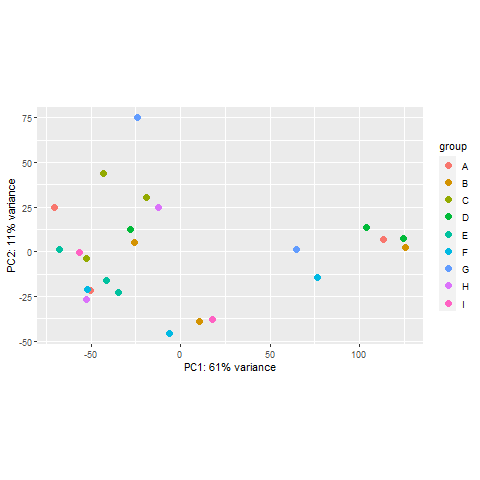 75
50
25
0
-25
-50
PC2: 11% variance
-50
0
50
100
PC1: 61% variance
group
A
B
C
D
E
F
G
H
I